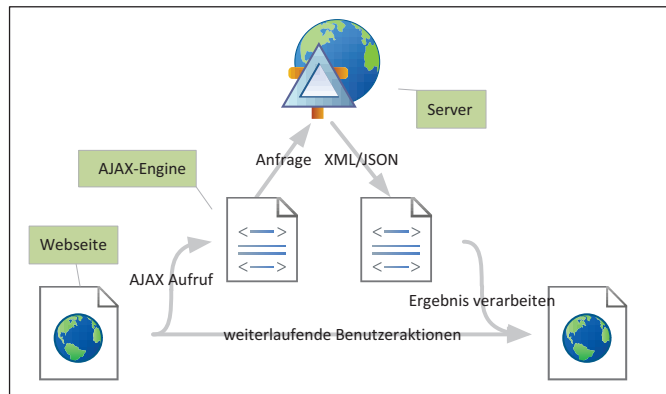 Server
Anfrage
XML/JSON
AJAX-Engine
Webseite
AJAX Aufruf
Ergebnis verarbeiten
weiterlaufende Benutzeraktionen